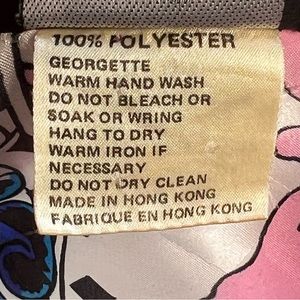 100% POLYESTER
GEORGETTE
WARM HAND WASH
DO NOT BLEACH OR
SOAK OR WRING
HANG TO DRY
WARM IRON IF
NECESSARY
DO NOT DRY CLEAN
MADE IN HONG KONG
FABRIQUE EN HONG KONG